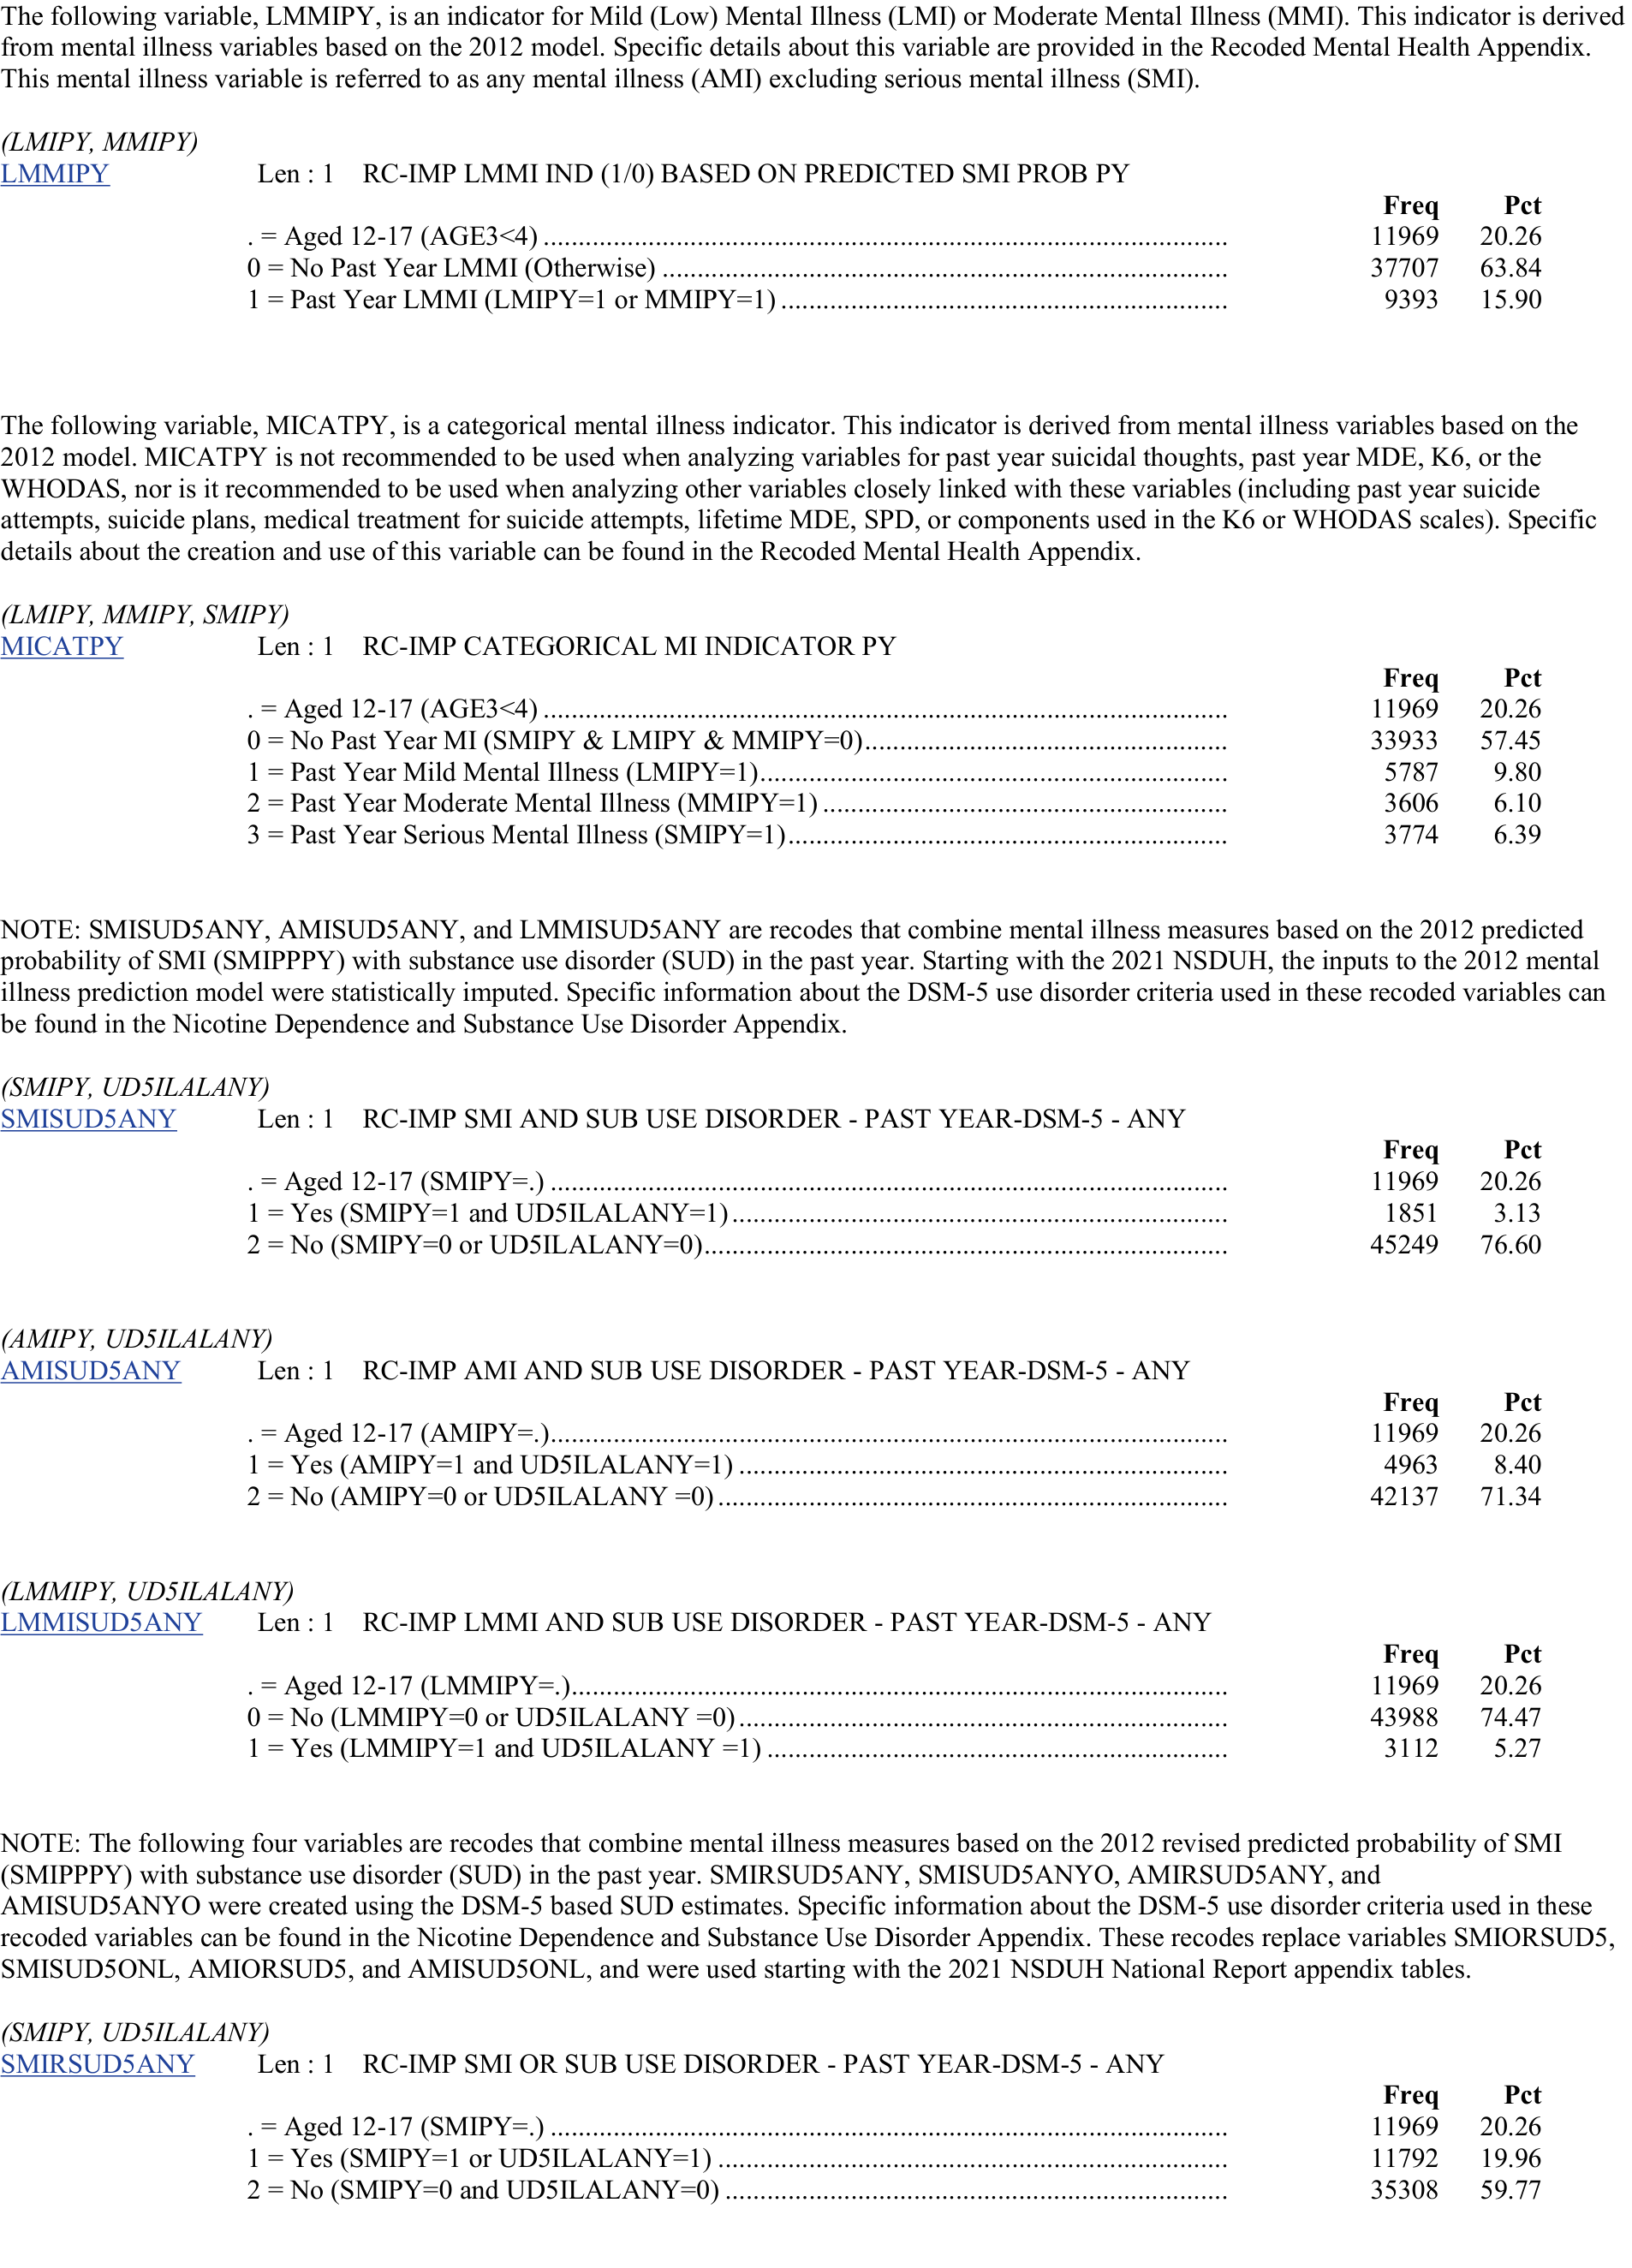 The following variable, LMMIPY, is an indicator for Mild (Low) Mental Illness (LMI) or Moderate Mental Illness (MMI). This indicator is derived
from mental illness variables based on the 2012 model. Specific details about this variable are provided in the Recoded Mental Health Appendix.
This mental illness variable is referred to as any mental illness (AMI) excluding serious mental illness (SMI).
(LMIPY, MMIPY)
LMMIPY Len : 1 RC-IMP LMMI IND (1/0) BASED ON PREDICTED SMI PROB PY
Freq Pct
. = Aged 12-17 (AGE3<4) ........ 11969 20.26
0 = No Past Year LMMI (Otherwise) ........ 37707 63.84
1 = Past Year LMMI (LMIPY=1 or MMIPY=1) ........ 9393 15.90
The following variable, MICATPY, is a categorical mental illness indicator. This indicator is derived from mental illness variables based on the
2012 model. MICATPY is not recommended to be used when analyzing variables for past year suicidal thoughts, past year MDE, K6, or the
WHODAS, nor is it recommended to be used when analyzing other variables closely linked with these variables (including past year suicide
attempts, suicide plans, medical treatment for suicide attempts, lifetime MDE, SPD, or components used in the K6 or WHODAS scales). Specific
details about the creation and use of this variable can be found in the Recoded Mental Health Appendix.
(LMIPY, MMIPY, SMIPY)
MICATPY Len : 1 RC-IMP CATEGORICAL MI INDICATOR PY
Freq Pct
. = Aged 12-17 (AGE3<4) ........ 11969 20.26
0 = No Past Year MI (SMIPY & LMIPY & MMIPY=0)........ 33933 57.45
1 = Past Year Mild Mental Illness (LMIPY=1)........ 5787 9.80
2 = Past Year Moderate Mental Illness (MMIPY=1) ........ 3606 6.10
3 = Past Year Serious Mental Illness (SMIPY=1)........ 3774 6.39
NOTE: SMISUD5ANY, AMISUD5ANY, and LMMISUD5ANY are recodes that combine mental illness measures based on the 2012 predicted
probability of SMI (SMIPPPY) with substance use disorder (SUD) in the past year. Starting with the 2021 NSDUH, the inputs to the 2012 mental
illness prediction model were statistically imputed. Specific information about the DSM-5 use disorder criteria used in these recoded variables can
be found in the Nicotine Dependence and Substance Use Disorder Appendix.
(SMIPY, UD5ILALANY)
SMISUD5ANY Len : 1 RC-IMP SMI AND SUB USE DISORDER - PAST YEAR-DSM-5 - ANY
Freq Pct
. = Aged 12-17 (SMIPY=.) ........ 11969 20.26
1 = Yes (SMIPY=1 and UD5ILALANY=1)........ 1851 3.13
2 = No (SMIPY=0 or UD5ILALANY=0)........ 45249 76.60
(AMIPY, UD5ILALANY)
AMISUD5ANY Len : 1 RC-IMP AMI AND SUB USE DISORDER - PAST YEAR-DSM-5 - ANY
Freq Pct
. = Aged 12-17 (AMIPY=.)........ 11969 20.26
1 = Yes (AMIPY=1 and UD5ILALANY=1) ........ 4963 8.40
2 = No (AMIPY=0 or UD5ILALANY =0)........ 42137 71.34
(LMMIPY, UD5ILALANY)
LMMISUD5ANY Len : 1 RC-IMP LMMI AND SUB USE DISORDER - PAST YEAR-DSM-5 - ANY
Freq Pct
. = Aged 12-17 (LMMIPY=.)........ 11969 20.26
0 = No (LMMIPY=0 or UD5ILALANY =0)........ 43988 74.47
1 = Yes (LMMIPY=1 and UD5ILALANY =1) ........ 3112 5.27
NOTE: The following four variables are recodes that combine mental illness measures based on the 2012 revised predicted probability of SMI
(SMIPPPY) with substance use disorder (SUD) in the past year. SMIRSUD5ANY, SMISUD5ANYO, AMIRSUD5ANY, and
AMISUD5ANYO were created using the DSM-5 based SUD estimates. Specific information about the DSM-5 use disorder criteria used in these
recoded variables can be found in the Nicotine Dependence and Substance Use Disorder Appendix. These recodes replace variables SMIORSUD5,
SMISUD5ONL, AMIORSUD5, and AMISUD5ONL, and were used starting with the 2021 NSDUH National Report appendix tables.
(SMIPY, UD5ILALANY)
SMIRSUD5ANY Len : 1 RC-IMP SMI OR SUB USE DISORDER - PAST YEAR-DSM-5 - ANY
Freq Pct
. = Aged 12-17 (SMIPY=.) ........ 11969 20.26
1 = Yes (SMIPY=1 or UD5ILALANY=1) ........ 11792 19.96
2 = No (SMIPY=0 and UD5ILALANY=0) ........ 35308 59.77